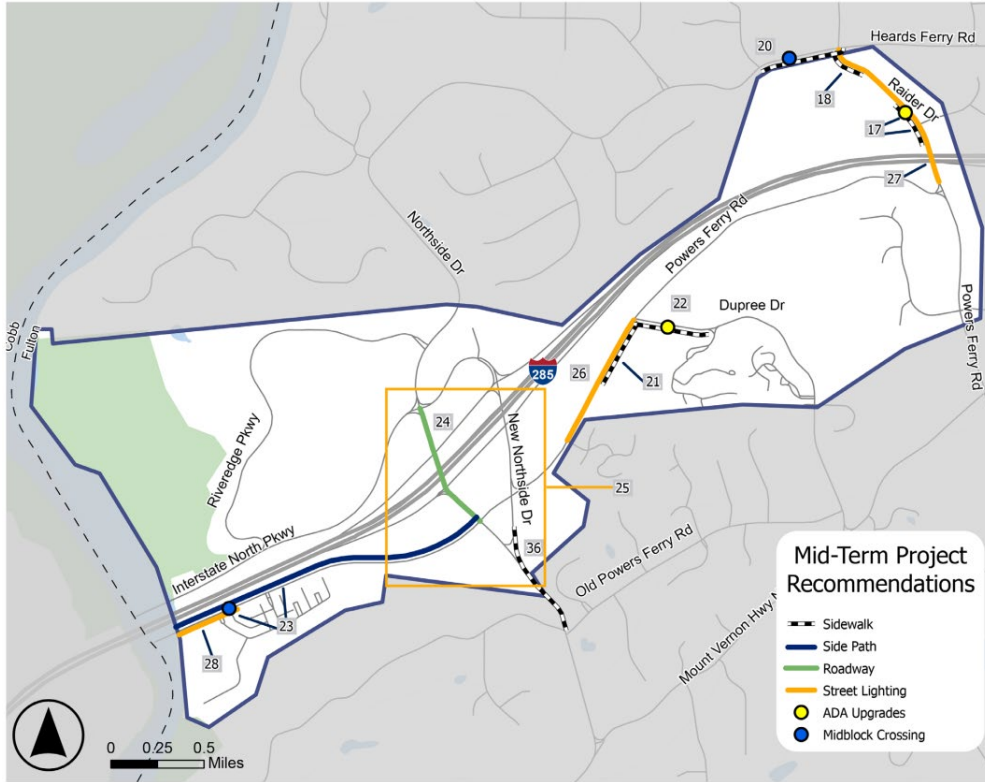 20
Heards Ferry Rd
18
Raider Dr
17
27
Northside Dr
Powers Ferry Rd
22
Dupree Dr
Powers Ferry Rd
Cobb
Fulton
285
26
21
24
Riveredge Pkwy
New Northside Dr
25
Interstate North Pkwy
36
Old Powers Ferry Rd
23
28
Mount Vernon Hwy N
Mid-Term Project
Recommendations
Sidewalk
Side Path
Roadway
Street Lighting
ADA Upgrades
Midblock Crossing
0 0.25 0.5
Miles